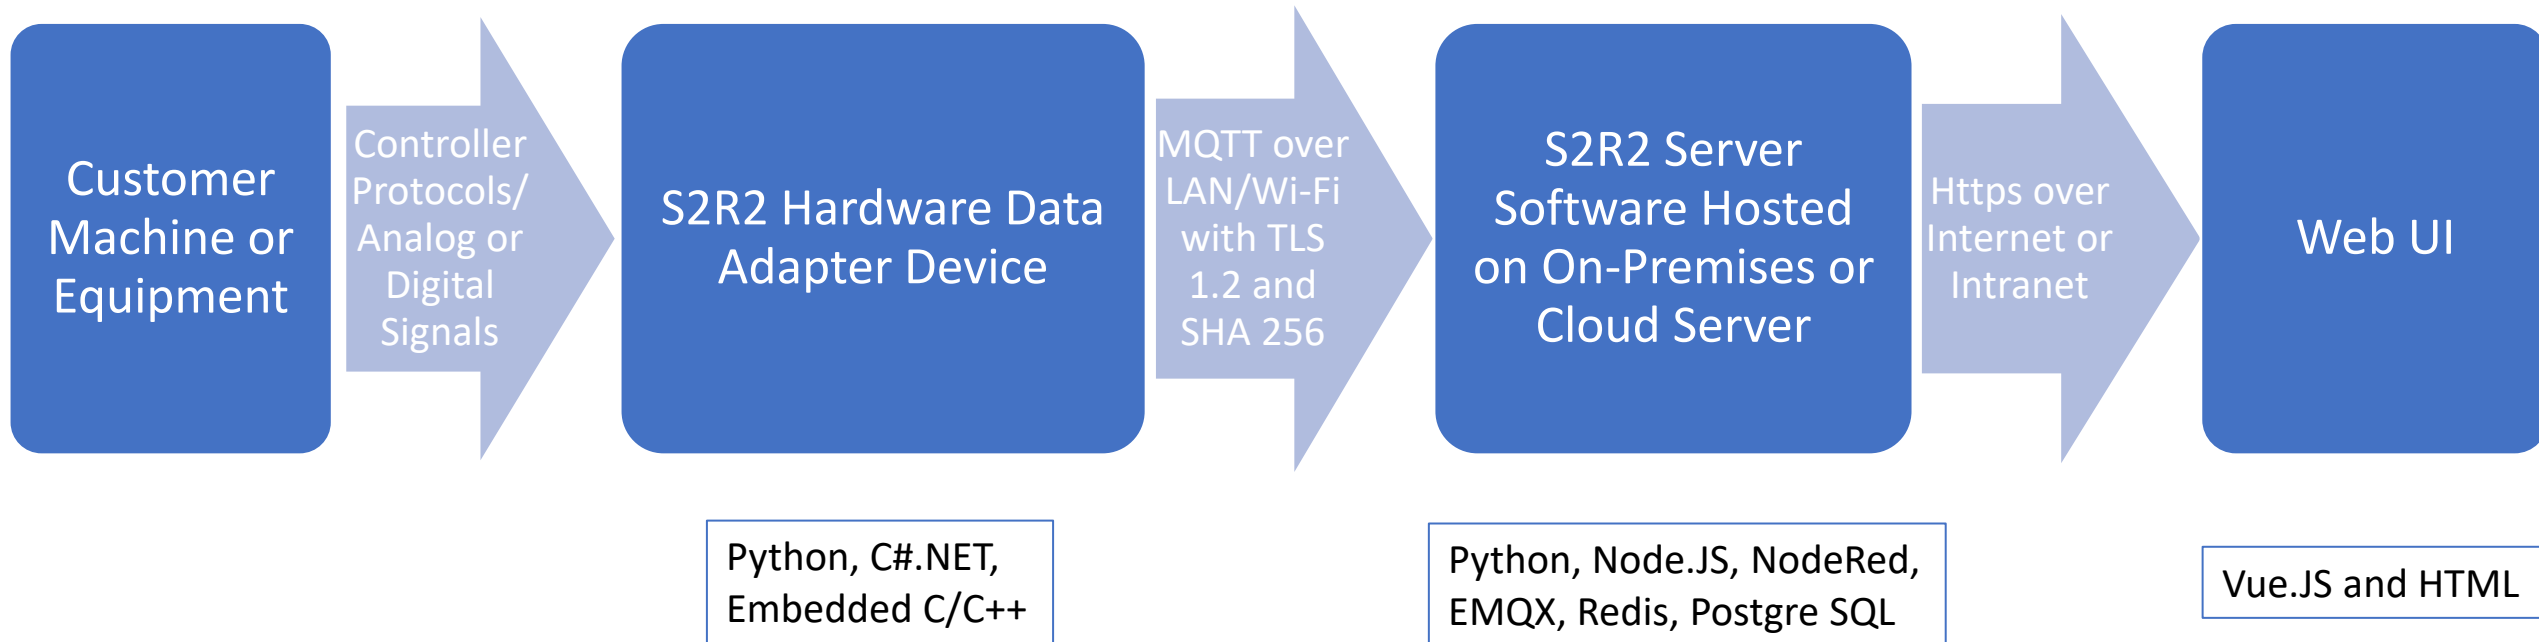 Customer
Machine or
Equipment
Controller
Protocols/
Analog or
Digital
Signals
S2R2 Hardware Data
Adapter Device
MQTT over
LAN/Wi-Fi
with TLS
1.2 and
SHA 256
S2R2 Server
Software Hosted
on On-Premises or
Cloud Server
Https over
Internet or
Intranet
Web UI
Python, C#.NET,
Embedded C/C++
Python, Node.JS, NodeRed,
EMQX, Redis, Postgre SQL
Vue.JS and HTML